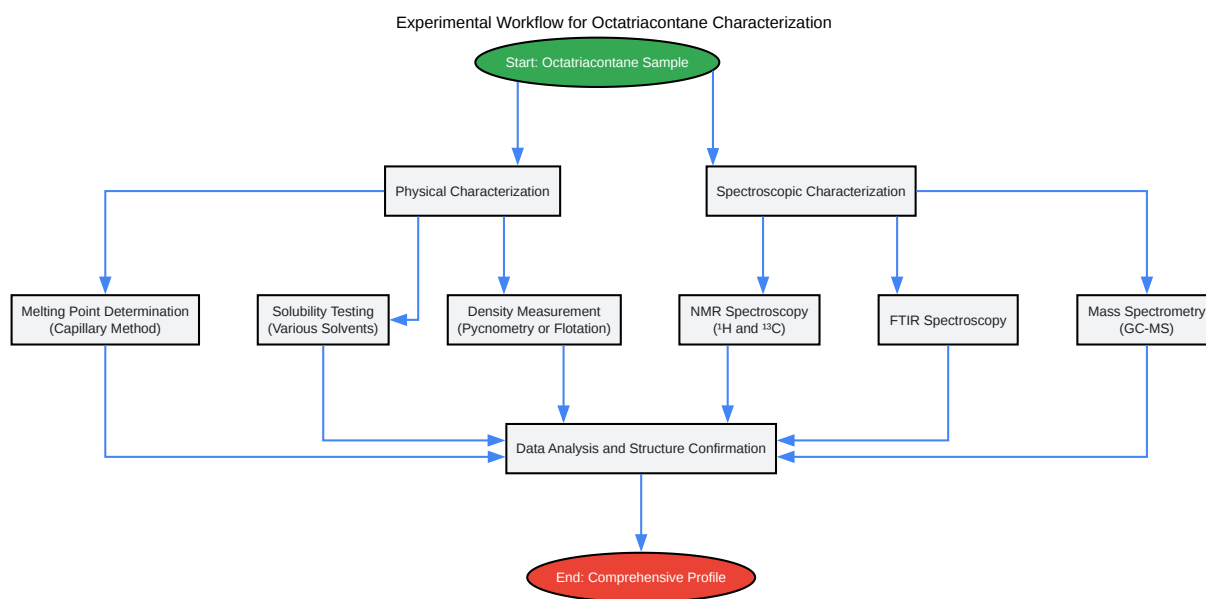 Experimental Workflow for Octatriacontane Characterization
Start: Octatriacontane Sample
Physical Characterization
Spectroscopic Characterization
Melting Point Determination
(Capillary Method)
Solubility Testing
(Various Solvents)
Density Measurement
(Pycnometry or Flotation)
NMR Spectroscopy
(¹H and ¹³C)
FTIR Spectroscopy
Mass Spectrometry
(GC-MS)
Data Analysis and Structure Confirmation
End: Comprehensive Profile